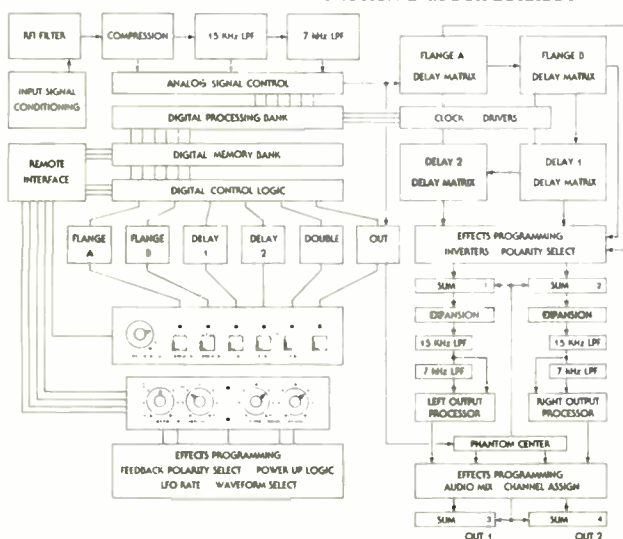 RFI FILTER
COMPRESSION
15 KHz LPF
7 kHz LPF
INPUT SIGNAL
CONDITIONING
ANALOG SIGNAL CONTROL
DIGITAL PROCESSING BANK
DIGITAL MEMORY BANK
DIGITAL CONTROL LOGIC
REMOTE
INTERFACE
FLANGE
A
FLANGE
B
DELAY
1
DELAY
2
DOUBLE
OUT
EFFECTS PROGRAMMING
FEEDBACK POLARITY SELECT POWER UP LOGIC
LFO RATE WAVEFORM SELECT
FLANGE A
DELAY MATRIX
FLANGE B
DELAY MATRIX
CLOCK DRIVERS
DELAY 2
DELAY MATRIX
DELAY 1
DELAY MATRIX
EFFECTS PROGRAMMING
INVERTERS POLARITY SELECT
SUM 1
SUM 2
EXPANSION
EXPANSION
15 KHz LPF
15 KHz LPF
7 kHz LPF
7 kHz LPF
LEFT OUTPUT
PROCESSOR
RIGHT OUTPUT
PROCESSOR
PHANTOM CENTER
EFFECTS PROGRAMMING
AUDIO MIX CHANNEL ASSIGN
SUM 3
SUM 4
OUT 1
OUT 2